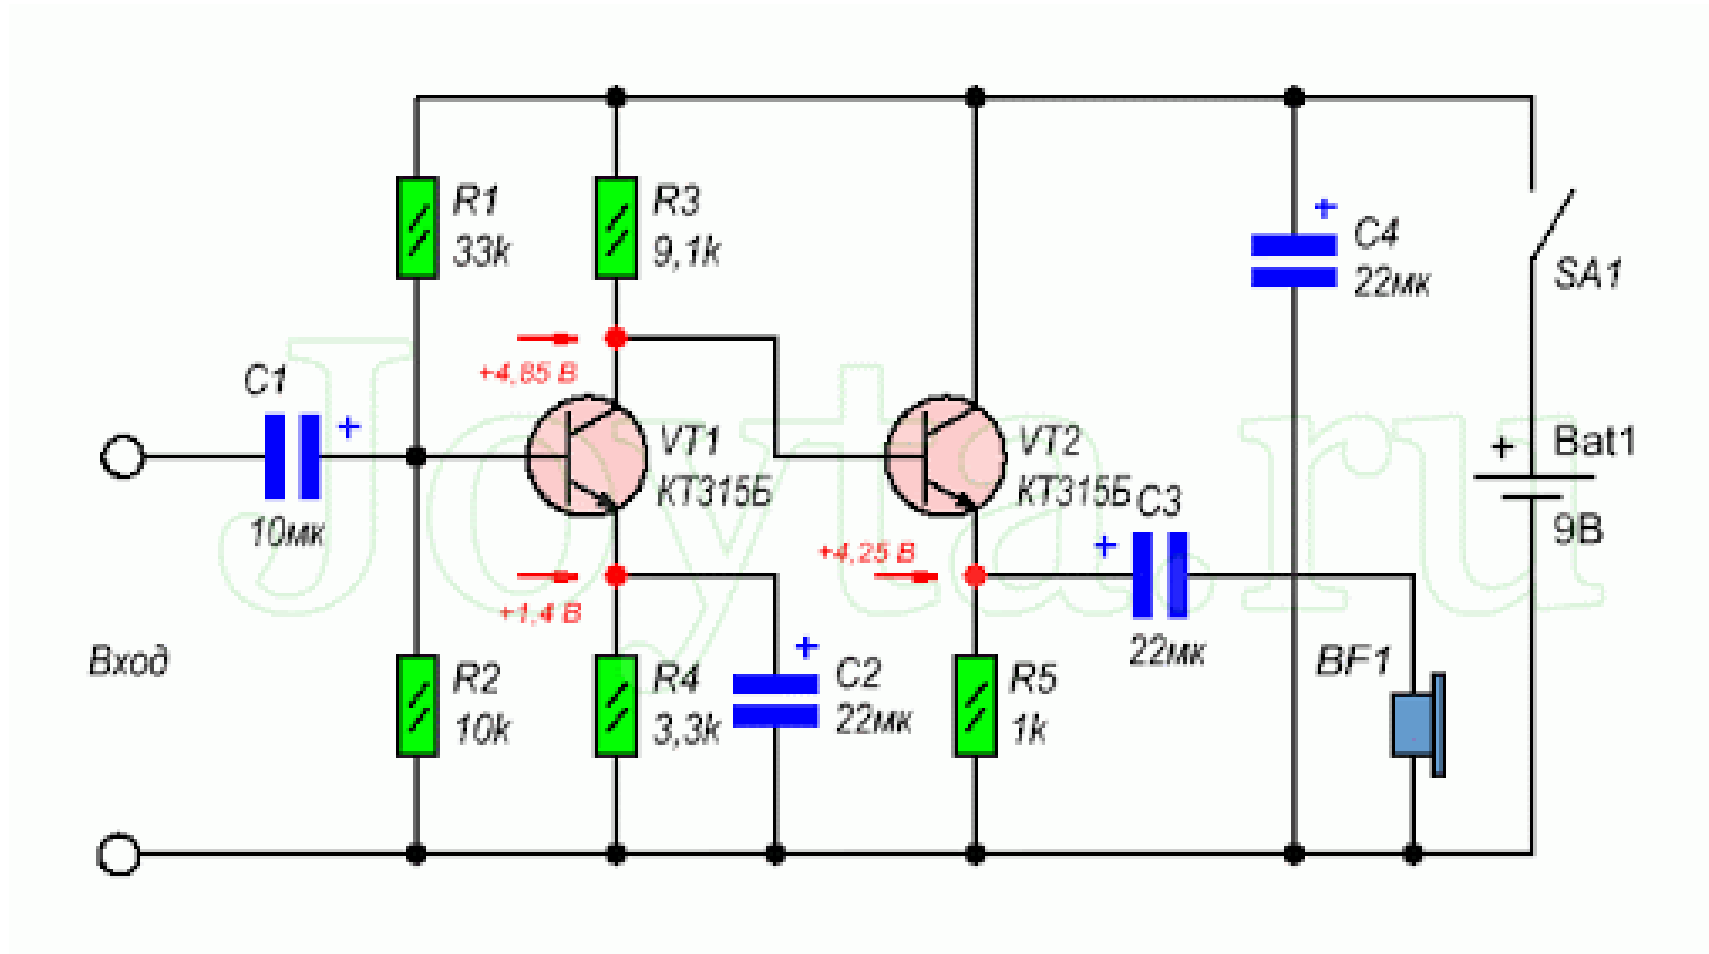 R1
33k
R3
9,1k
+
C4
22мк
SA1
+4,85 В
C1
+
10мк
VT1
КТ315Б
VT2
КТ315Б
C3
+
22мк
+
Bat1
9В
+4,25 В
+1,4 В
Вход
R2
10k
R4
3,3k
+
C2
22мк
R5
1k
BF1
Joyta.ru